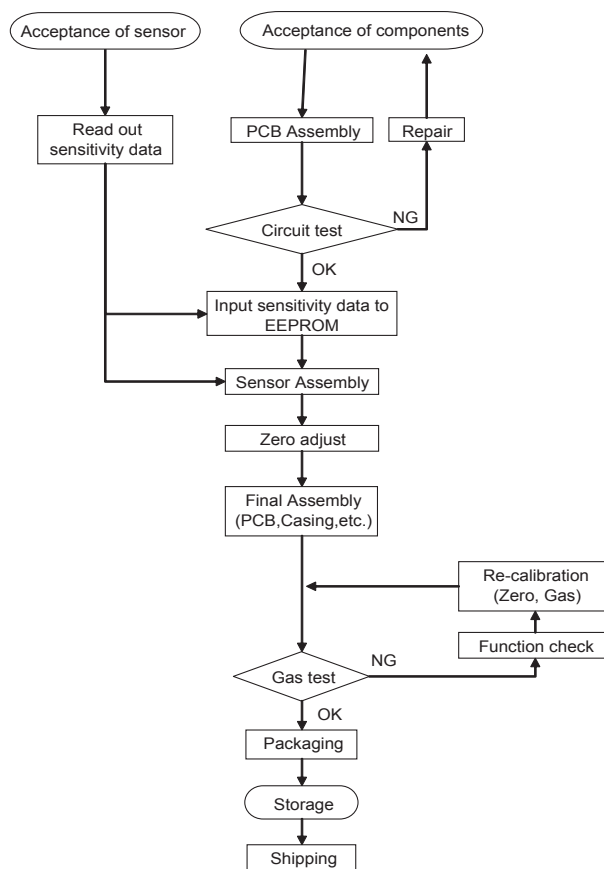 Acceptance of sensor
Acceptance of components
Read out
sensitivity data
PCB Assembly
Repair
NG
Circuit test
OK
Input sensitivity data to
EEPROM
Sensor Assembly
Zero adjust
Final Assembly
(PCB,Casing,etc.)
Re-calibration
(Zero, Gas)
Function check
NG
Gas test
OK
Packaging
Storage
Shipping